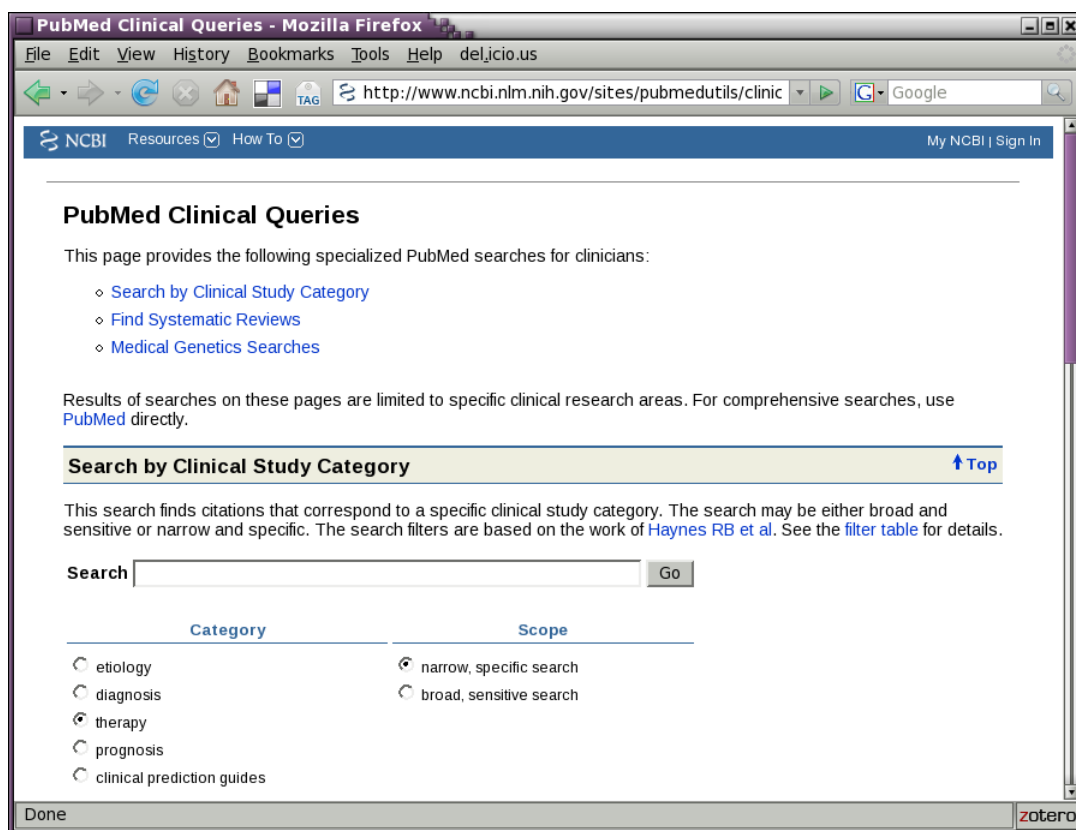 PubMed Clinical Queries - Mozilla Firefox
File Edit View History Bookmarks Tools Help del.icio.us
TAG http://www.ncbi.nlm.nih.gov/sites/pubmedutils/clinic G Google
NCBI Resources How To My NCBI | Sign In
PubMed Clinical Queries
This page provides the following specialized PubMed searches for clinicians:
Search by Clinical Study Category
Find Systematic Reviews
Medical Genetics Searches
Results of searches on these pages are limited to specific clinical research areas. For comprehensive searches, use
PubMed directly.
Search by Clinical Study Category Top
This search finds citations that correspond to a specific clinical study category. The search may be either broad and
sensitive or narrow and specific. The search filters are based on the work of Haynes RB et al. See the filter table for details.
Search Go
Category Scope
etiology narrow, specific search
diagnosis broad, sensitive search
therapy
prognosis
clinical prediction guides
Done zotero